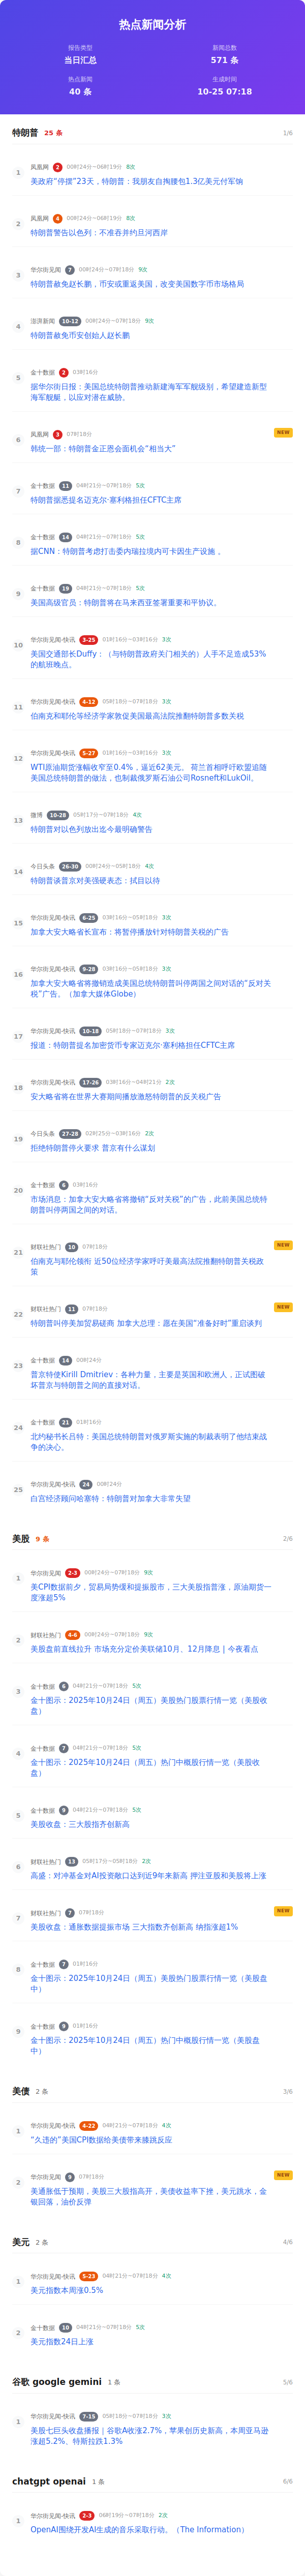 热点新闻分析
报告类型
新闻总数
当日汇总
571 条
热点新闻
生成时间
40 条
10-25 07:18
特朗普 25 条 1/6
1
凤凰网 2 00时24分~06时19分 8次
美政府“停摆”23天，特朗普：我朋友自掏腰包1.3亿美元付军饷
2
凤凰网 4 00时24分~06时19分 8次
特朗普警告以色列：不准吞并约旦河西岸
3
华尔街见闻 7 00时24分~07时18分 9次
特朗普赦免赵长鹏，币安或重返美国，改变美国数字币市场格局
4
澎湃新闻 10-12 00时24分~07时18分 9次
特朗普赦免币安创始人赵长鹏
5
金十数据 2 03时16分
据华尔街日报：美国总统特朗普推动新建海军军舰级别，希望建造新型
海军舰艇，以应对潜在威胁。
6
凤凰网 3 07时18分 NEW
韩统一部：特朗普金正恩会面机会“相当大”
7
金十数据 11 04时21分~07时18分 5次
特朗普据悉提名迈克尔·塞利格担任CFTC主席
8
金十数据 14 04时21分~07时18分 5次
据CNN：特朗普考虑打击委内瑞拉境内可卡因生产设施 。
9
金十数据 19 04时21分~07时18分 5次
美国高级官员：特朗普将在马来西亚签署重要和平协议。
10
华尔街见闻-快讯 3-25 01时16分~03时16分 3次
美国交通部长Duffy：（与特朗普政府关门相关的）人手不足造成53%
的航班晚点。
11
华尔街见闻-快讯 4-12 05时18分~07时18分 3次
伯南克和耶伦等经济学家敦促美国最高法院推翻特朗普多数关税
12
华尔街见闻-快讯 5-27 01时16分~03时16分 3次
WTI原油期货涨幅收窄至0.4%，逼近62美元。 荷兰首相呼吁欧盟追随
美国总统特朗普的做法，也制裁俄罗斯石油公司Rosneft和LukOil。
13
微博 10-28 05时17分~07时18分 4次
特朗普对以色列放出迄今最明确警告
14
今日头条 26-30 00时24分~05时18分 4次
特朗普谈普京对美强硬表态：拭目以待
15
华尔街见闻-快讯 6-25 03时16分~05时18分 3次
加拿大安大略省长宣布：将暂停播放针对特朗普关税的广告
16
华尔街见闻-快讯 9-28 03时16分~05时18分 3次
加拿大安大略省将撤销造成美国总统特朗普叫停两国之间对话的“反对关
税”广告。（加拿大媒体Globe）
17
华尔街见闻-快讯 10-18 05时18分~07时18分 3次
报道：特朗普提名加密货币专家迈克尔·塞利格担任CFTC主席
18
华尔街见闻-快讯 17-26 03时16分~04时21分 2次
安大略省将在世界大赛期间播放激怒特朗普的反关税广告
19
今日头条 27-28 02时25分~03时16分 2次
拒绝特朗普停火要求 普京有什么谋划
20
金十数据 6 03时16分
市场消息：加拿大安大略省将撤销“反对关税”的广告，此前美国总统特
朗普叫停两国之间的对话。
21
财联社热门 10 07时18分 NEW
伯南克与耶伦领衔 近50位经济学家呼吁美最高法院推翻特朗普关税政
策
22
财联社热门 11 07时18分 NEW
特朗普叫停美加贸易磋商 加拿大总理：愿在美国“准备好时”重启谈判
23
金十数据 14 00时24分
普京特使Kirill Dmitriev：各种力量，主要是英国和欧洲人，正试图破
坏普京与特朗普之间的直接对话。
24
金十数据 21 01时16分
北约秘书长吕特：美国总统特朗普对俄罗斯实施的制裁表明了他结束战
争的决心。
25
华尔街见闻-快讯 24 00时24分
白宫经济顾问哈塞特：特朗普对加拿大非常失望
美股 9 条 2/6
1
华尔街见闻 2-3 00时24分~07时18分 9次
美CPI数据前夕，贸易局势缓和提振股市，三大美股指普涨，原油期货一
度涨超5%
2
财联社热门 4-6 00时24分~07时18分 9次
美股盘前直线拉升 市场充分定价美联储10月、12月降息 | 今夜看点
3
金十数据 6 04时21分~07时18分 5次
金十图示：2025年10月24日（周五）美股热门股票行情一览（美股收
盘）
4
金十数据 7 04时21分~07时18分 5次
金十图示：2025年10月24日（周五）热门中概股行情一览（美股收
盘）
5
金十数据 9 04时21分~07时18分 5次
美股收盘：三大股指齐创新高
6
财联社热门 13 05时17分~05时18分 2次
高盛：对冲基金对AI投资敞口达到近9年来新高 押注亚股和美股将上涨
7
财联社热门 7 07时18分 NEW
美股收盘：通胀数据提振市场 三大指数齐创新高 纳指涨超1%
8
金十数据 7 01时16分
金十图示：2025年10月24日（周五）美股热门股票行情一览（美股盘
中）
9
金十数据 9 01时16分
金十图示：2025年10月24日（周五）热门中概股行情一览（美股盘
中）
美债 2 条 3/6
1
华尔街见闻-快讯 4-22 04时21分~07时18分 4次
“久违的”美国CPI数据给美债带来膝跳反应
2
华尔街见闻 9 07时18分 NEW
美通胀低于预期，美股三大股指高开，美债收益率下挫，美元跳水，金
银回落，油价反弹
美元 2 条 4/6
1
华尔街见闻-快讯 5-23 04时21分~07时18分 4次
美元指数本周涨0.5%
2
金十数据 10 04时21分~07时18分 5次
美元指数24日上涨
谷歌 google gemini 1 条 5/6
1
华尔街见闻-快讯 7-15 05时18分~07时18分 3次
美股七巨头收盘播报｜谷歌A收涨2.7%，苹果创历史新高，本周亚马逊
涨超5.2%、特斯拉跌1.3%
chatgpt openai 1 条 6/6
1
华尔街见闻-快讯 2-3 06时19分~07时18分 2次
OpenAI围绕开发AI生成的音乐采取行动。（The Information）